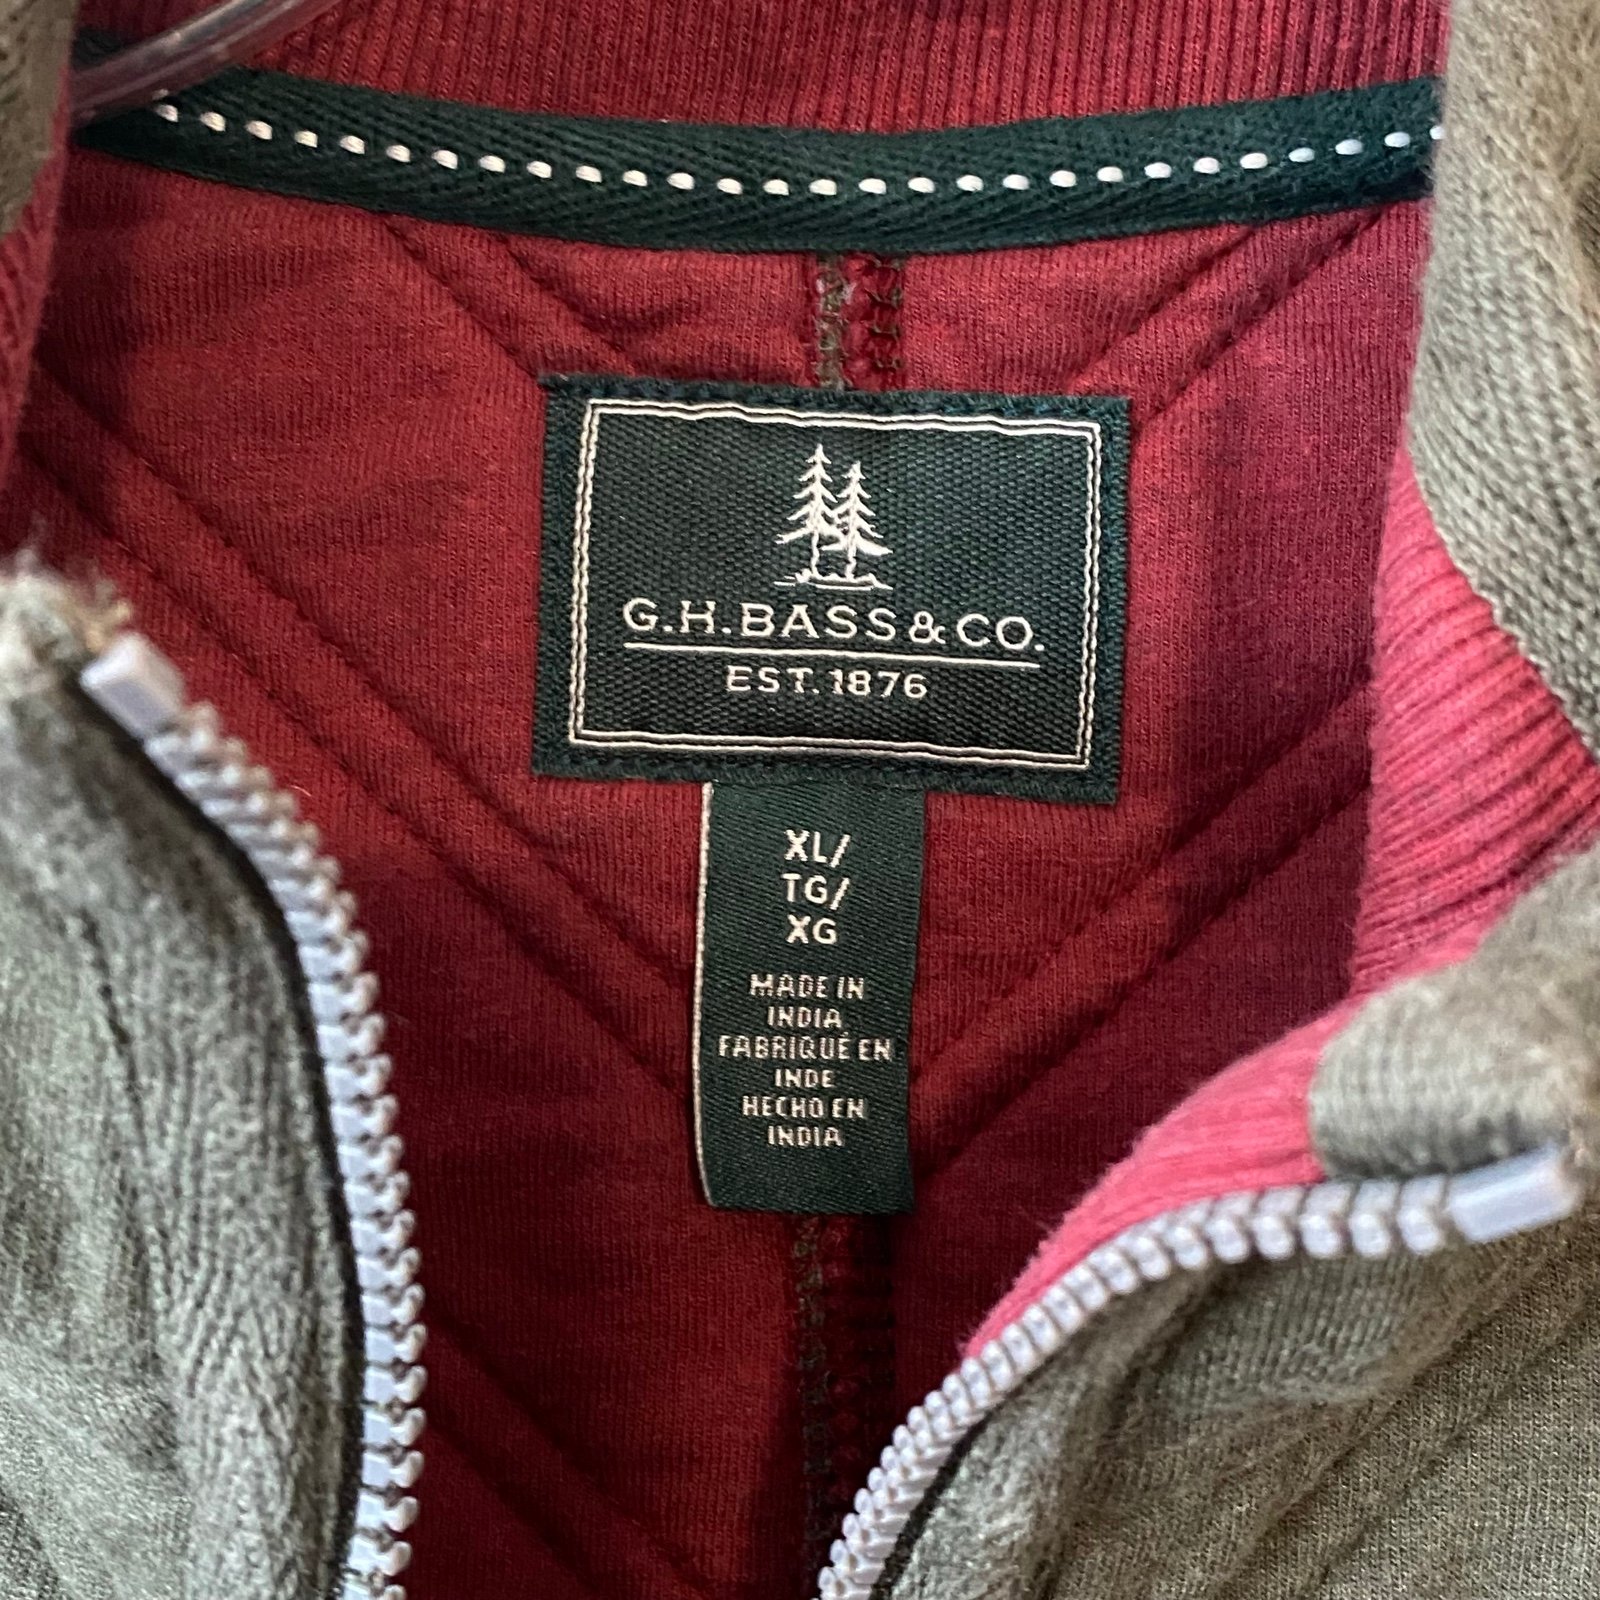 G.H.BASS & CO.
EST. 1876
XL/
TG/
XG
MADE IN
INDIA
FABRIQUÉ EN
INDE
HECHO EN
INDIA